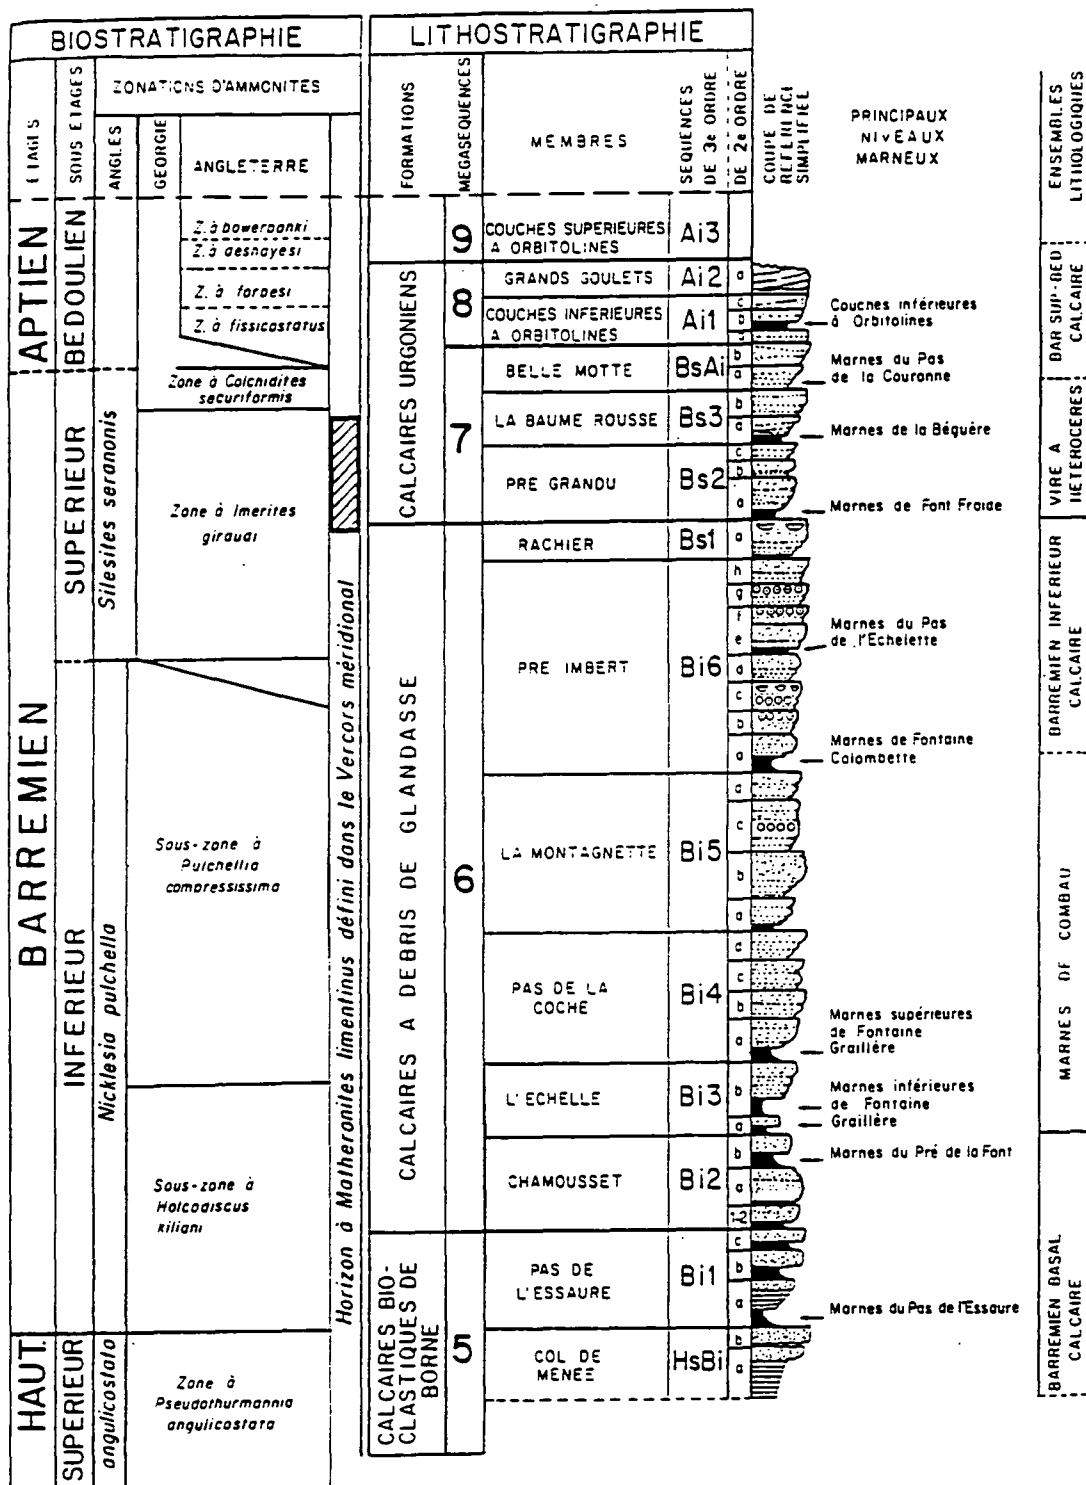 BIOSTRATIGRAPHIE
LITHOSTRATIGRAPHIE
ETAGES
SOUS ETAGES
ZONATIONS D'AMMONITES
ANGLES
GEORGIE
ANGLETERRE
FORMATIONS
MEGASEQUENCES
MEMBRES
SEQUENCES
DE 3e ORDRE
DE 2e ORDRE
COUPE DE
SIMPLIFIEE
PRINCIPAUX
NIVEAUX
MARNEUX
ENSEMBLES
LITHOLOGIQUES
APTIEN
BEDOULIEN
Z. à bowerbanki
Z. à deshayesi
Z. à forbesi
Z. à fissicostatus
BARREMIEN
SUPERIEUR
Silesites seranonis
Zone à Colchidites
securiformis
Zone à Imerites
giraudi
INFERIEUR
Nicklesia pulchella
Sous-zone à
Pulchellia
compressissima
Sous-zone à
Holcodiscus
kiliani
HAUT.
SUPERIEUR
angulicostata
Zone à
Pseudothurmannia
angulicostata
Horizon à Matheronites limentinus défini dans le Vercors méridional
CALCAIRES URGONIENS
CALCAIRES A DEBRIS DE GLANDASSE
CALCAIRES BIO-
CLASTIQUES DE
BORNE
9
8
7
6
5
COUCHES SUPERIEURES
A ORBITOLINES
Ai3
GRANDS GOULETS
Ai2
a
COUCHES INFERIEURES
A ORBITOLINES
Ai1
c
b
BELLE MOTTE
BsAi
b
a
LA BAUME ROUSSE
Bs3
b
a
PRE GRANDU
Bs2
c
b
a
RACHIER
Bs1
a
PRE IMBERT
Bi6
h
g
f
e
d
c
b
a
LA MONTAGNETTE
Bi5
d
c
b
a
PAS DE LA
COCHE
Bi4
d
c
b
a
L'ECHELLE
Bi3
b
a
CHAMOUSSET
Bi2
b
a
1-2
PAS DE
L'ESSAURE
Bi1
c
b
a
COL DE
MENEE
HsBi
b
a
Couches inférieures
à Orbitolines
Marnes du Pas
de la Couronne
Marnes de la Béguère
Marnes de Font Froide
Marnes du Pas
de l'Echelette
Marnes de Fontaine
Colombette
Marnes supérieures
de Fontaine
Graillère
Marnes inférieures
de Fontaine
Graillère
Marnes du Pré de la Font
Marnes du Pas de l'Essaure
BAR SUP-BED
CALCAIRE
VIRE A
HETEROCERES
BARREMIEN INFERIEUR
CALCAIRE
MARNES DE COMBAU
BARREMIEN BASAL
CALCAIRE